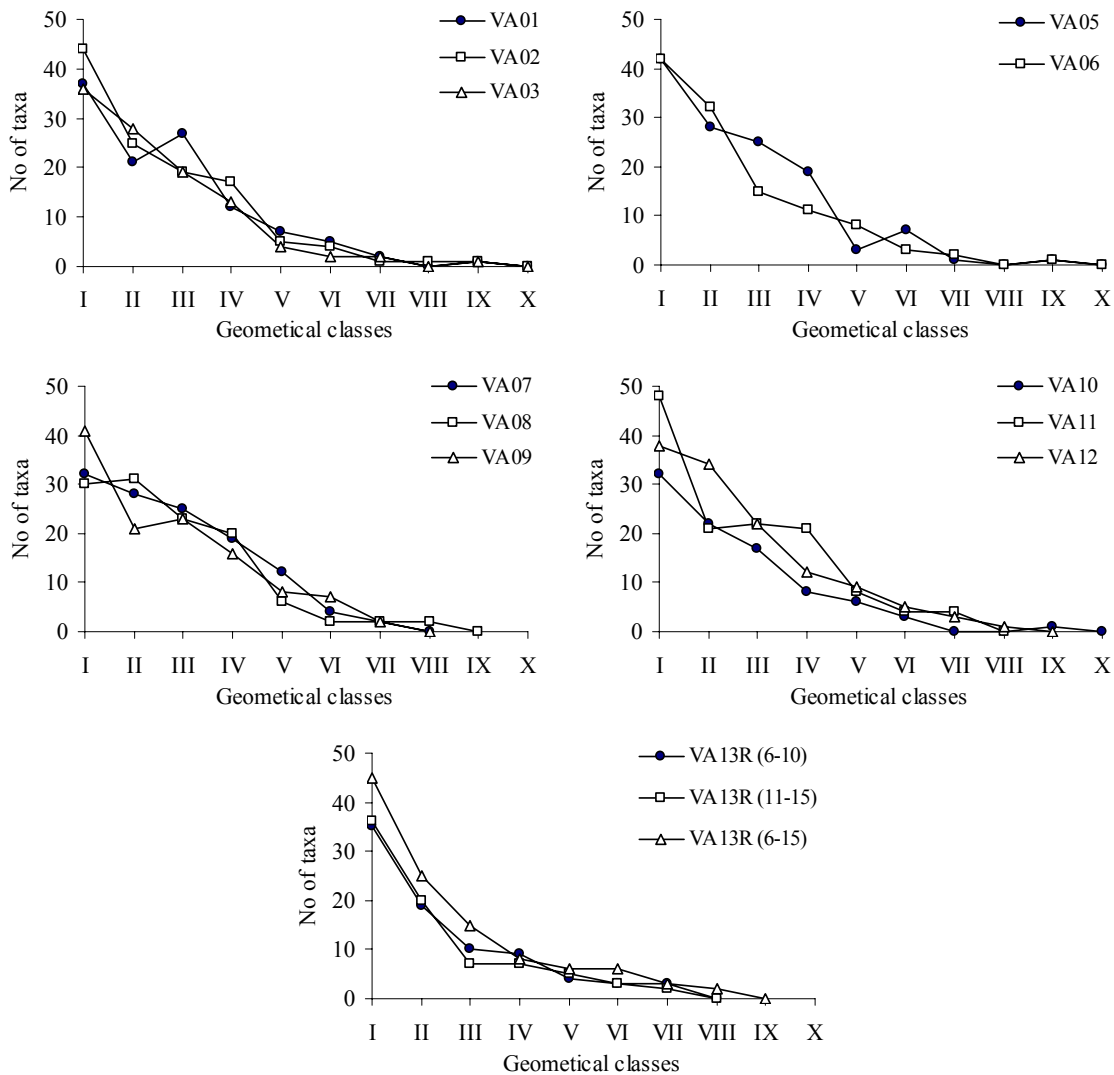 50
40
30
20
10
0
No of taxa
I II III IV V VI VII VIII IX X
Geometical classes
VA01
VA02
VA03
50
40
30
20
10
0
No of taxa
I II III IV V VI VII VIII IX X
Geometical classes
VA05
VA06
50
40
30
20
10
0
No of taxa
I II III IV V VI VII VIII IX X
Geometical classes
VA07
VA08
VA09
50
40
30
20
10
0
No of taxa
I II III IV V VI VII VIII IX X
Geometical classes
VA10
VA11
VA12
50
40
30
20
10
0
No of taxa
I II III IV V VI VII VIII IX X
Geometical classes
VA13R (6-10)
VA13R (11-15)
VA13R (6-15)